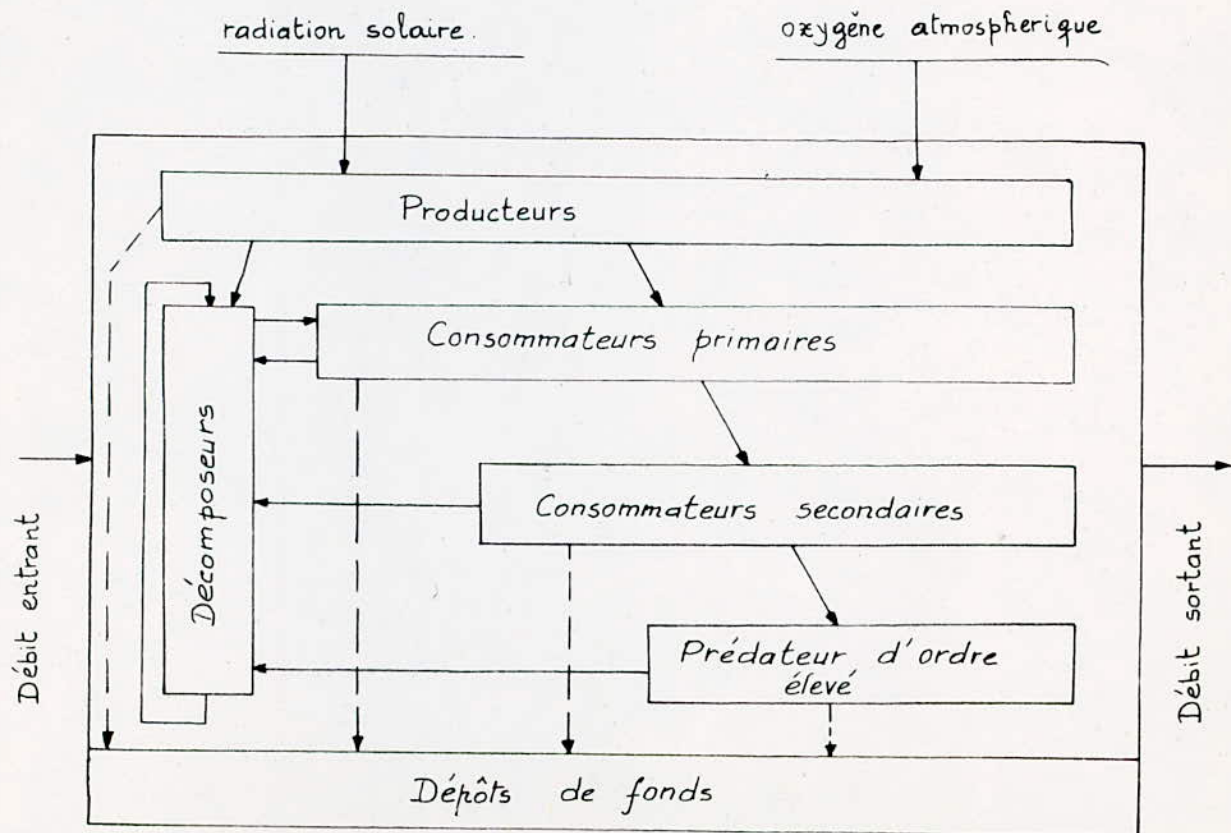 radiation solaire.
oxygène atmospherique
Producteurs
Consommateurs primaires
Décomposeurs
Consommateurs secondaires
Débit entrant
Débit sortant
Prédateur d'ordre
élevé
Dépôts de fonds